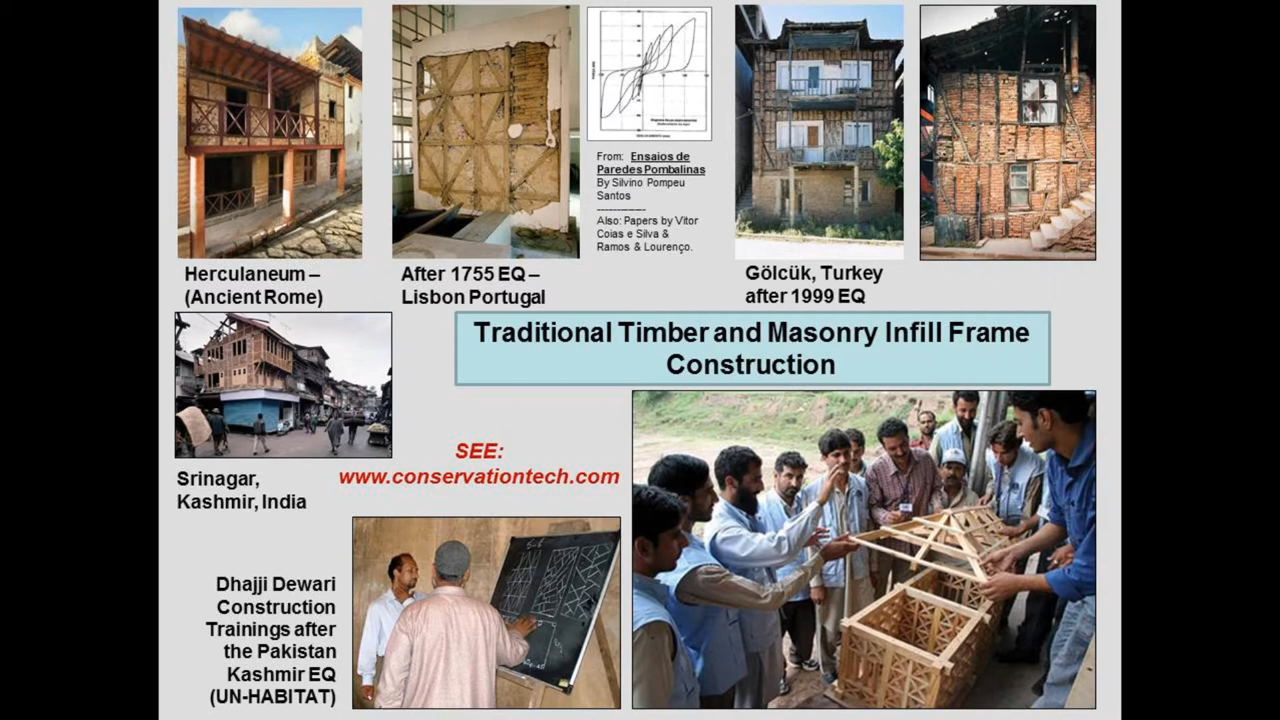 From: Ensaios de
Paredes Pombalinas
By Silvino Pompeu
Santos
---------------
Also: Papers by Vitor
Coias e Silva &
Ramos & Lourenço.
Herculaneum –
(Ancient Rome)
After 1755 EQ –
Lisbon Portugal
Gölcük, Turkey
after 1999 EQ
Traditional Timber and Masonry Infill Frame
Construction
SEE:
www.conservationtech.com
Srinagar,
Kashmir, India
Dhajji Dewari
Construction
Trainings after
the Pakistan
Kashmir EQ
(UN-HABITAT)